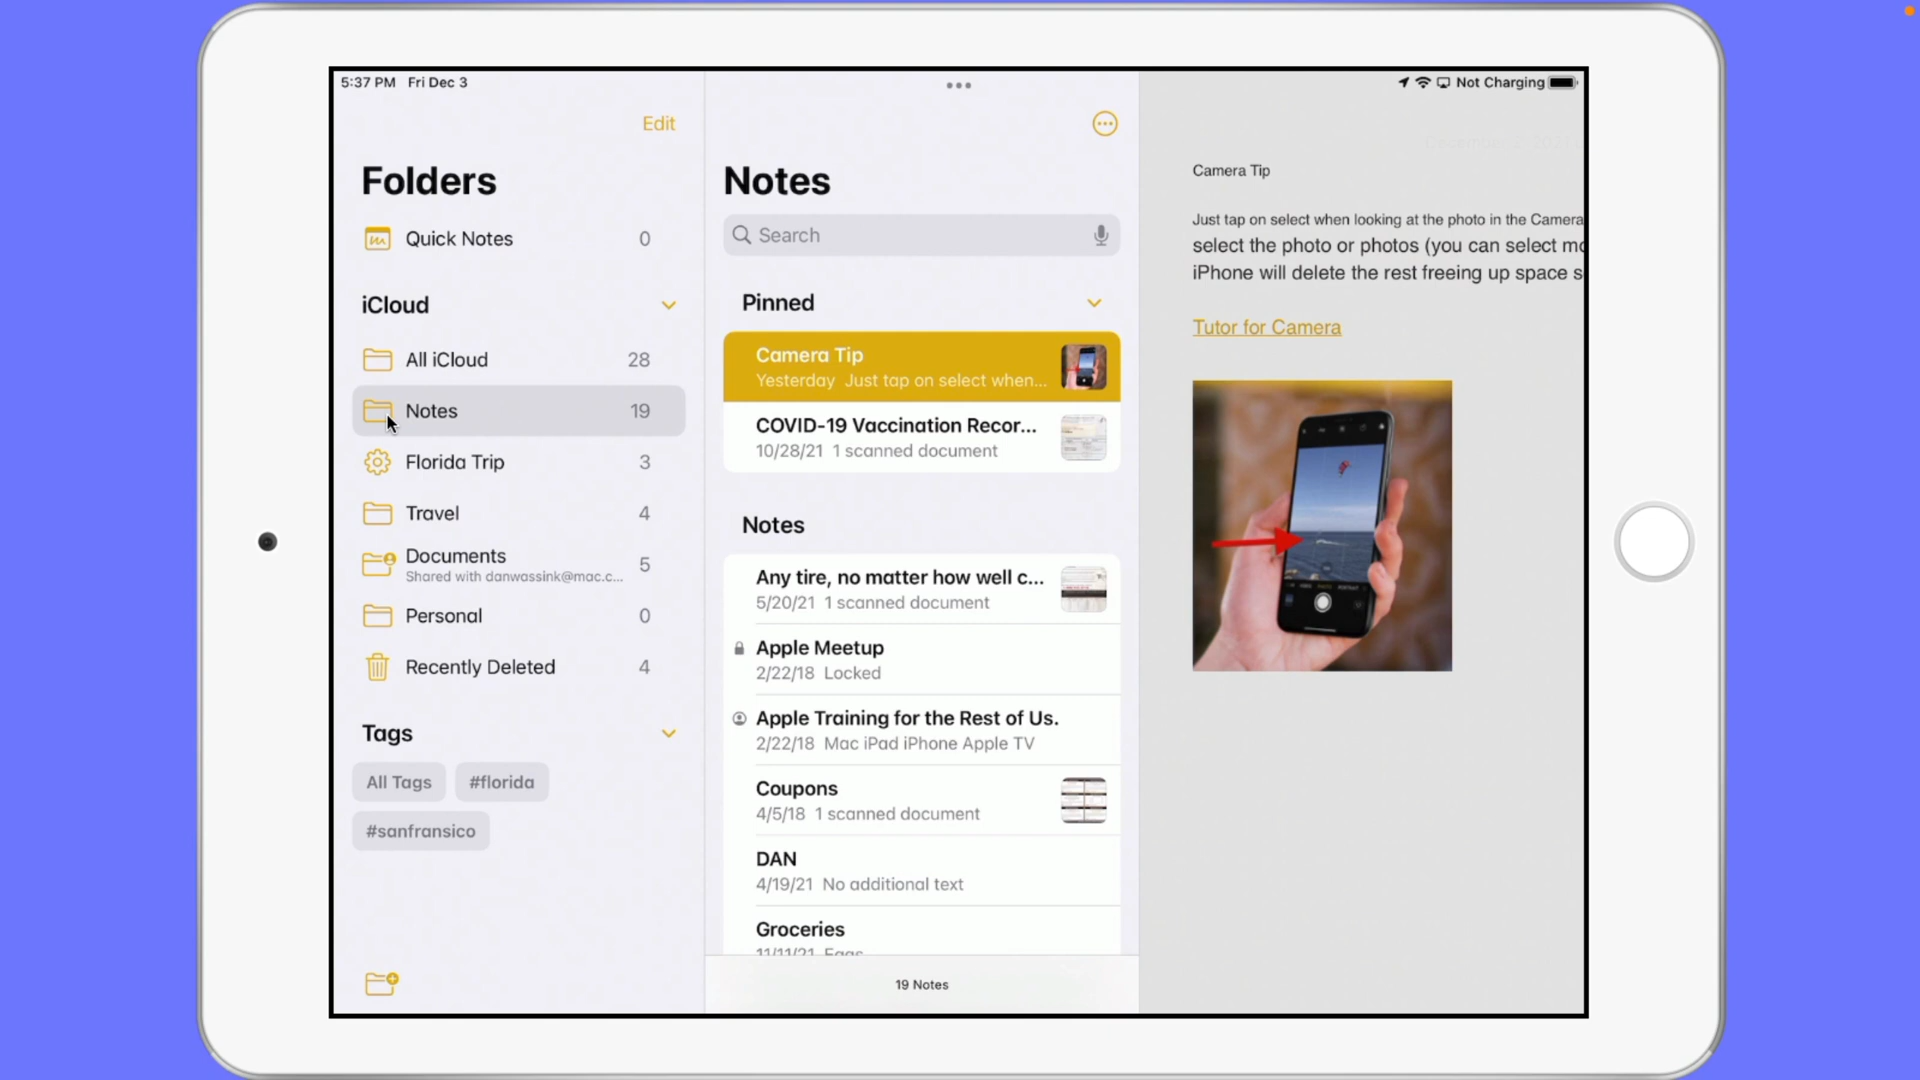 5:37 PM Fri Dec 3
Not Charging
Edit
Folders
Quick Notes 0
iCloud
All iCloud 28
Notes 19
Florida Trip 3
Travel 4
Documents 5
Shared with danwassink@mac.c...
Personal 0
Recently Deleted 4
Tags
All Tags #florida
#sanfransico
Notes
Search
Pinned
Camera Tip
Yesterday Just tap on select when...
COVID-19 Vaccination Recor...
10/28/21 1 scanned document
Notes
Any tire, no matter how well c...
5/20/21 1 scanned document
Apple Meetup
2/22/18 Locked
Apple Training for the Rest of Us.
2/22/18 Mac iPad iPhone Apple TV
Coupons
4/5/18 1 scanned document
DAN
4/19/21 No additional text
Groceries
11/11/21 Eggs
19 Notes
Camera Tip
Just tap on select when looking at the photo in the Camera
select the photo or photos (you can select mo
iPhone will delete the rest freeing up space s
Tutor for Camera